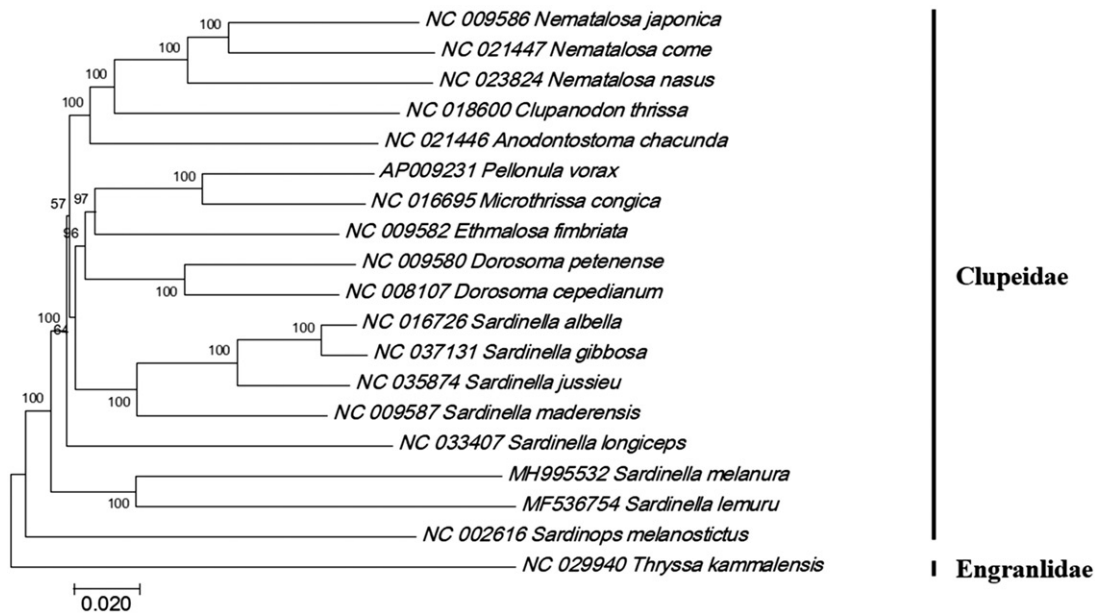 100 NC 009586 Nematalosa japonica
100 NC 021447 Nematalosa come
100 NC 023824 Nematalosa nasus
100 NC 018600 Clupanodon thrissa
NC 021446 Anodontostoma chacunda
100 AP009231 Pellonula vorax
57 97 NC 016695 Microthrissa congica
96 NC 009582 Ethmalosa fimbriata
NC 009580 Dorosoma petenense
Clupeidae
100 NC 008107 Dorosoma cepedianum
100 64 100 NC 016726 Sardinella albella
100 NC 037131 Sardinella gibbosa
NC 035874 Sardinella jussieu
100 100 NC 009587 Sardinella maderensis
NC 033407 Sardinella longiceps
MH995532 Sardinella melanura
100 MF536754 Sardinella lemuru
NC 002616 Sardinops melanostictus
NC 029940 Thryssa kammalensis
Engranlidae
0.020